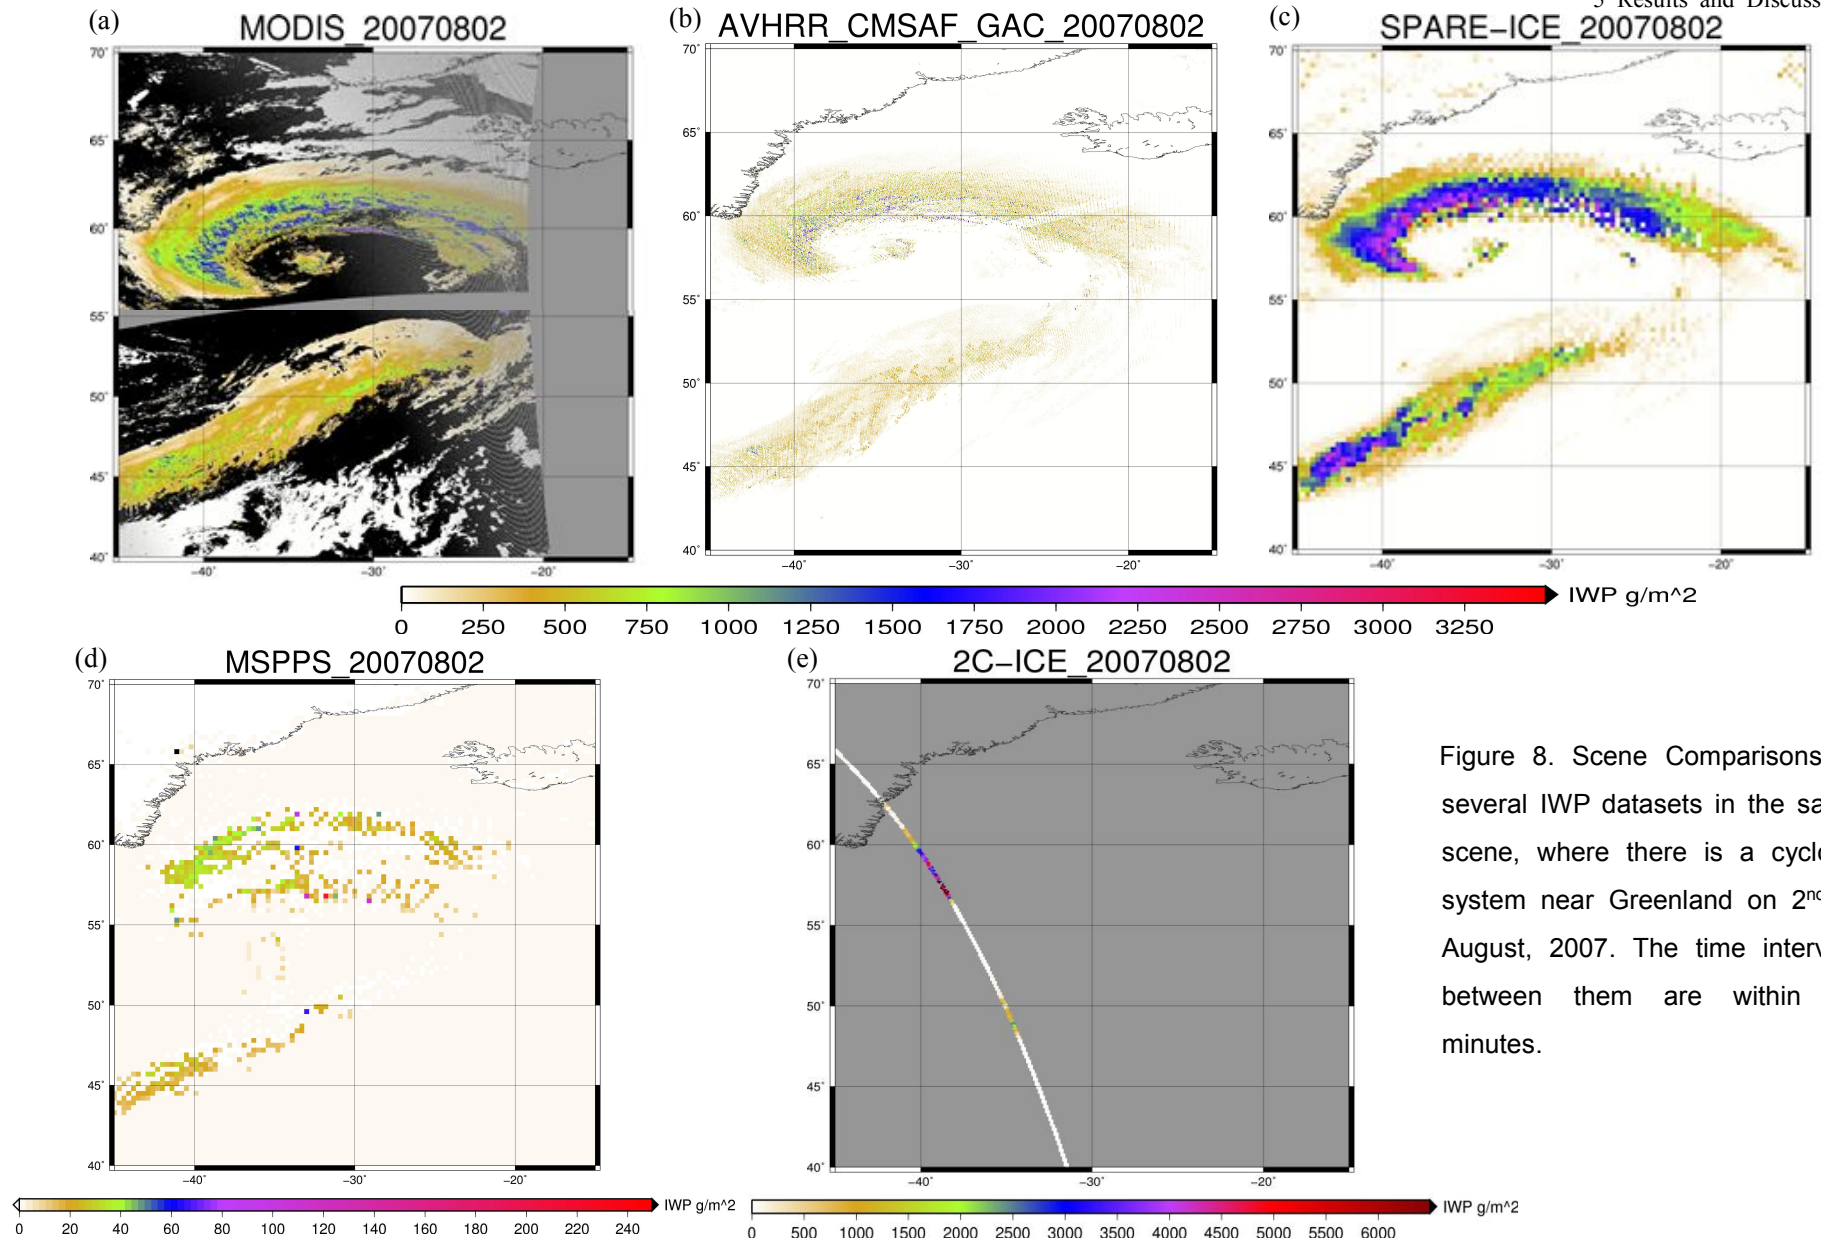 5 Results and Discuss
(a)
MODIS_20070802
70°
65°
60°
55°
50°
45°
40°
−40° −30° −20°
(b)
AVHRR_CMSAF_GAC_20070802
70°
65°
60°
55°
50°
45°
40°
−40° −30° −20°
(c)
SPARE−ICE_20070802
70°
65°
60°
55°
50°
45°
40°
−40° −30° −20°
0 250 500 750 1000 1250 1500 1750 2000 2250 2500 2750 3000 3250
IWP g/m^2
(d)
MSPPS_20070802
70°
65°
60°
55°
50°
45°
40°
−40° −30° −20°
0 20 40 60 80 100 120 140 160 180 200 220 240
IWP g/m^2
(e)
2C−ICE_20070802
70°
65°
60°
55°
50°
45°
40°
−40° −30° −20°
0 500 1000 1500 2000 2500 3000 3500 4000 4500 5000 5500 6000
IWP g/m^2
Figure 8. Scene Comparisons
several IWP datasets in the sa
scene, where there is a cyclo
system near Greenland on 2nd
August, 2007. The time interv
between them are within
minutes.